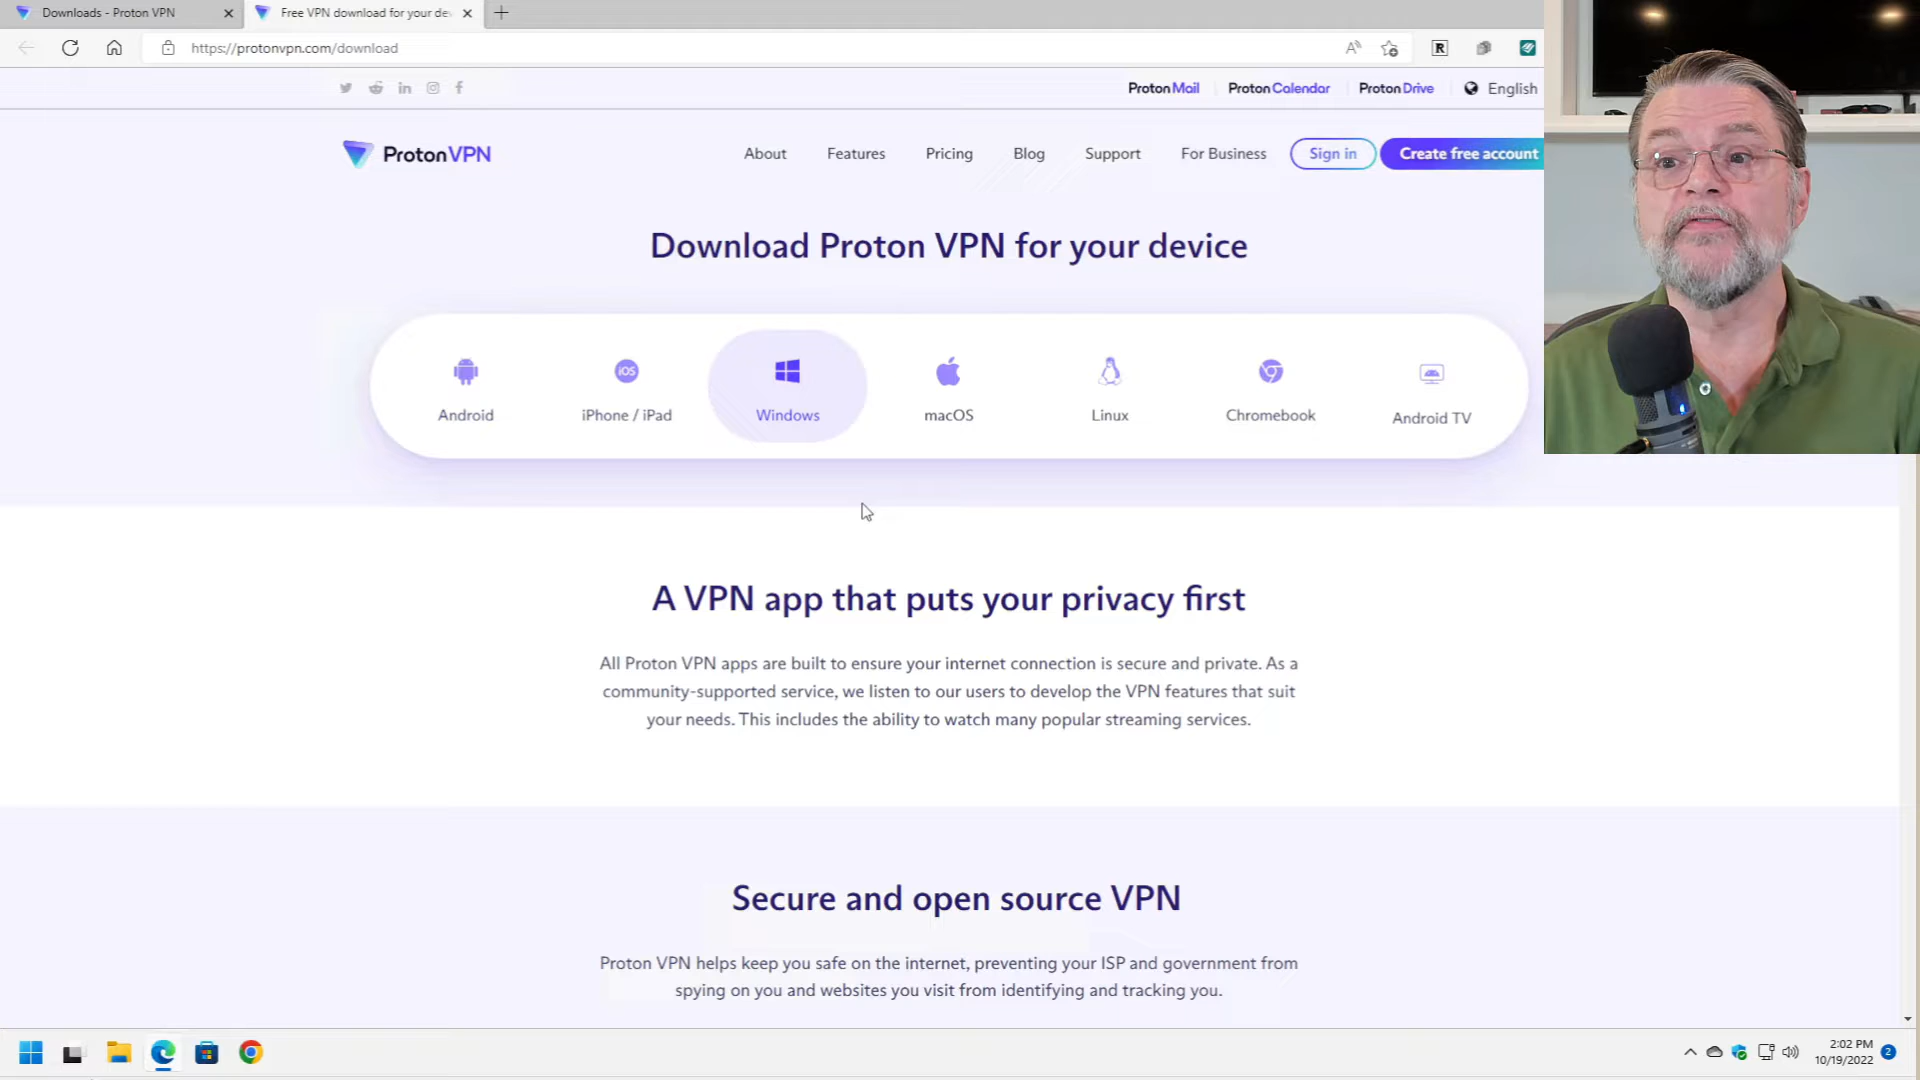 Downloads - Proton VPN
Free VPN download for your de
https://protonvpn.com/download
Proton Mail
Proton Calendar
Proton Drive
English
ProtonVPN
About
Features
Pricing
Blog
Support
For Business
Sign in
Create free account
Download Proton VPN for your device
Android
iOS
iPhone / iPad
Windows
macOS
Linux
Chromebook
Android TV
A VPN app that puts your privacy first
All Proton VPN apps are built to ensure your internet connection is secure and private. As a
community-supported service, we listen to our users to develop the VPN features that suit
your needs. This includes the ability to watch many popular streaming services.
Secure and open source VPN
Proton VPN helps keep you safe on the internet, preventing your ISP and government from
spying on you and websites you visit from identifying and tracking you.
2:02 PM
10/19/2022
2